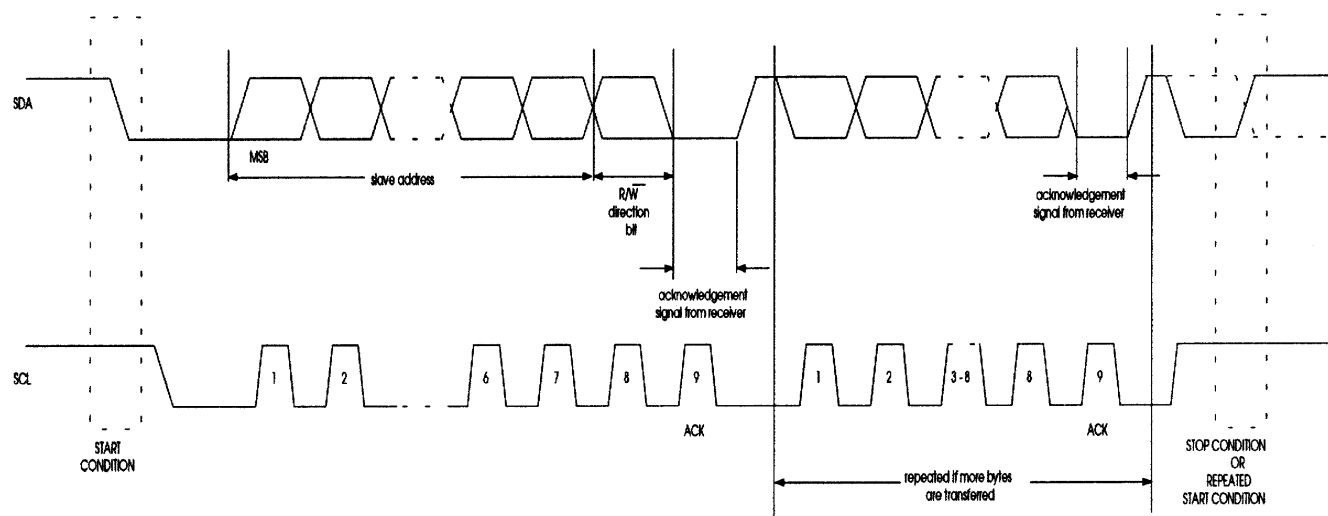 SDA
MSB
slave address
R/W
direction
bit
acknowledgement
signal from receiver
acknowledgement
signal from receiver
SCL
1
2
6
7
8
9
1
2
3-8
8
9
ACK
ACK
START
CONDITION
repeated if more bytes
are transferred
STOP CONDITION
OR
REPEATED
START CONDITION